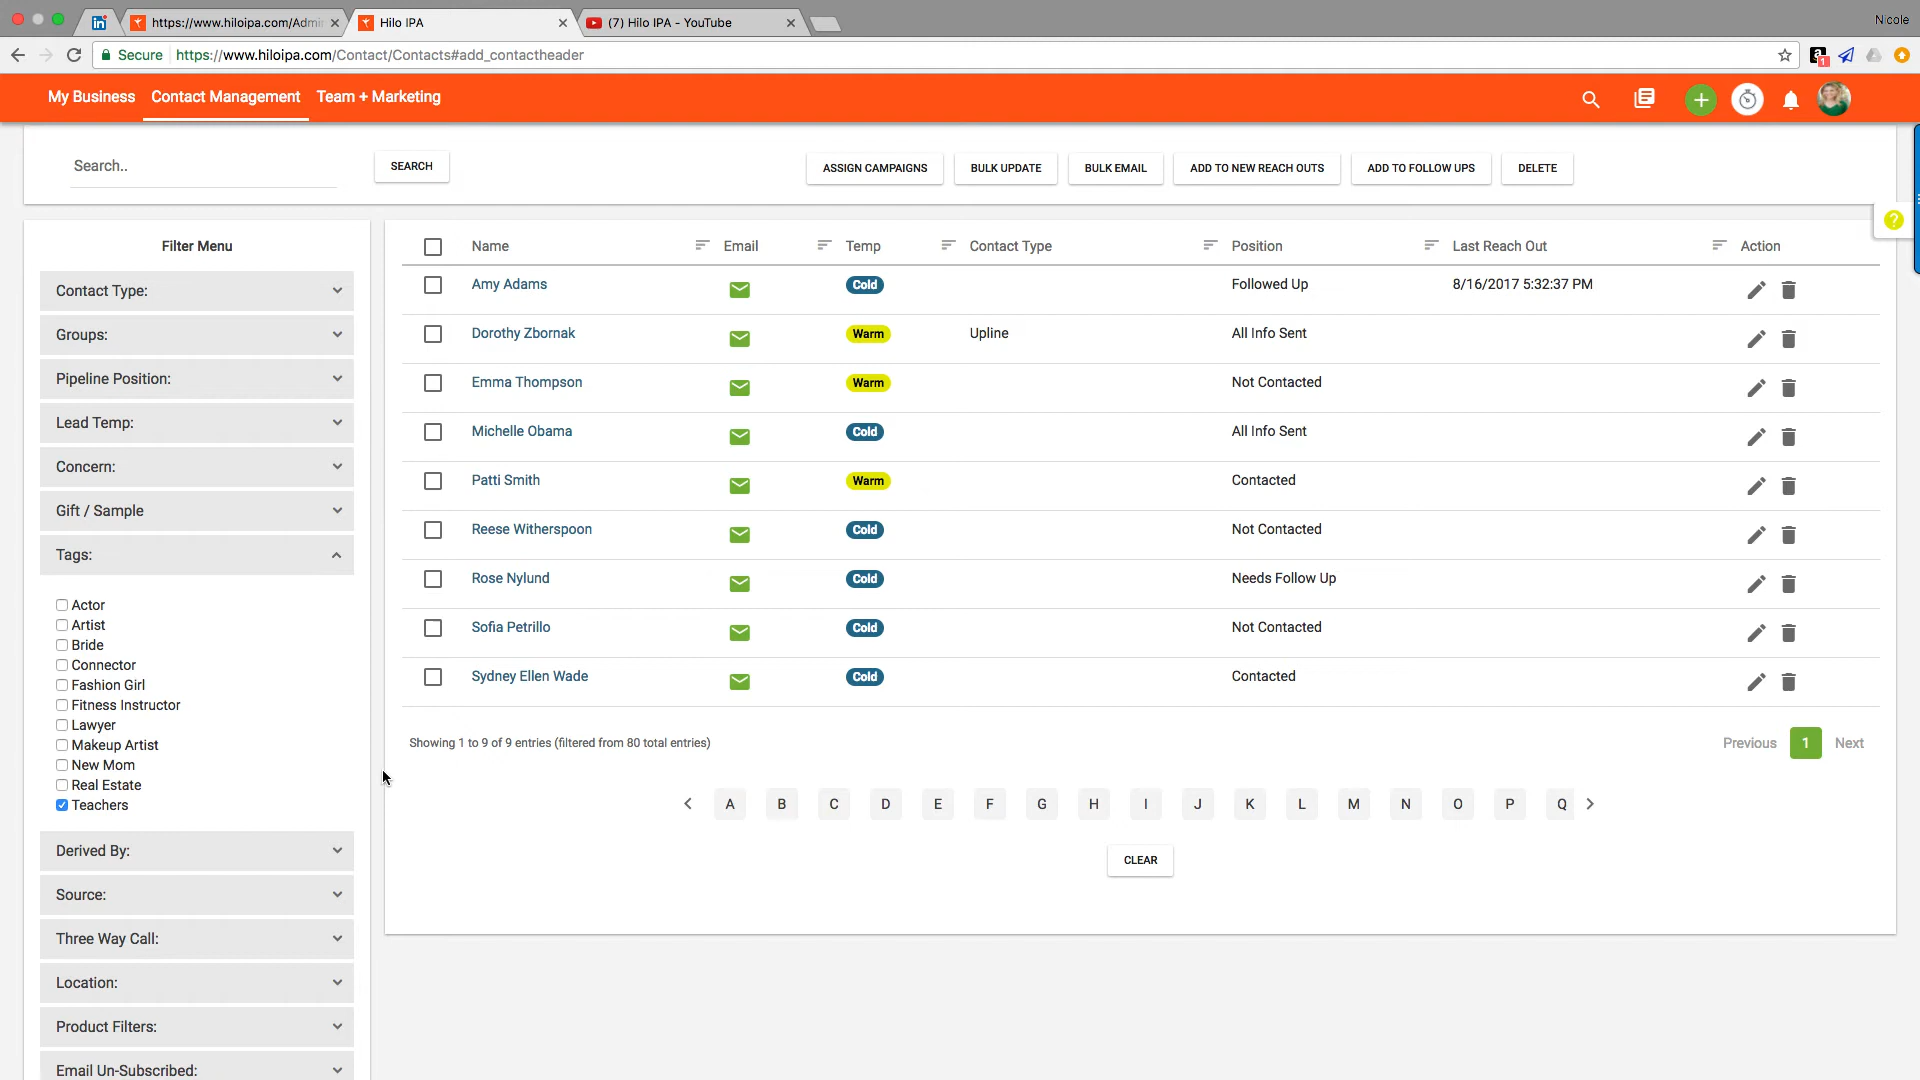 Nicole
https://www.hiloipa.com/Admi
Hilo IPA
(7) Hilo IPA - YouTube
Secure https://www.hiloipa.com/Contact/Contacts#add_contactheader
My Business Contact Management Team + Marketing
Search..
SEARCH
ASSIGN CAMPAIGNS BULK UPDATE BULK EMAIL ADD TO NEW REACH OUTS ADD TO FOLLOW UPS DELETE
Filter Menu
Contact Type:
Groups:
Pipeline Position:
Lead Temp:
Concern:
Gift / Sample
Tags:
Actor
Artist
Bride
Connector
Fashion Girl
Fitness Instructor
Lawyer
Makeup Artist
New Mom
Real Estate
Teachers
Derived By:
Source:
Three Way Call:
Location:
Product Filters:
Email Un-Subscribed:
Name Email Temp Contact Type Position Last Reach Out Action
Amy Adams Cold Followed Up 8/16/2017 5:32:37 PM
Dorothy Zbornak Warm Upline All Info Sent
Emma Thompson Warm Not Contacted
Michelle Obama Cold All Info Sent
Patti Smith Warm Contacted
Reese Witherspoon Cold Not Contacted
Rose Nylund Cold Needs Follow Up
Sofia Petrillo Cold Not Contacted
Sydney Ellen Wade Cold Contacted
Showing 1 to 9 of 9 entries (filtered from 80 total entries)
Previous 1 Next
A B C D E F G H I J K L M N O P Q
CLEAR